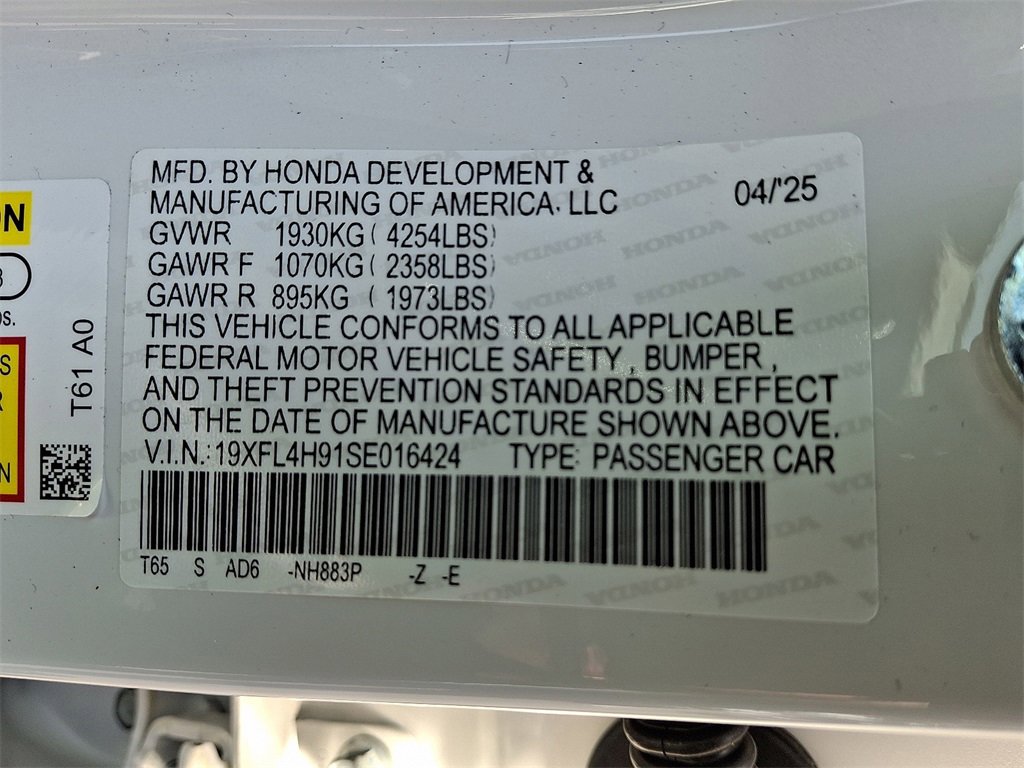 MFD. BY HONDA DEVELOPMENT &
MANUFACTURING OF AMERICA, LLC 04/'25
GVWR 1930KG ( 4254LBS)
GAWR F 1070KG ( 2358LBS)
GAWR R 895KG ( 1973LBS)
THIS VEHICLE CONFORMS TO ALL APPLICABLE
FEDERAL MOTOR VEHICLE SAFETY, BUMPER,
AND THEFT PREVENTION STANDARDS IN EFFECT
ON THE DATE OF MANUFACTURE SHOWN ABOVE.
V.I.N.: 19XFL4H91SE016424 TYPE: PASSENGER CAR
T65 S AD6 -NH883P -Z -E
T61 A0